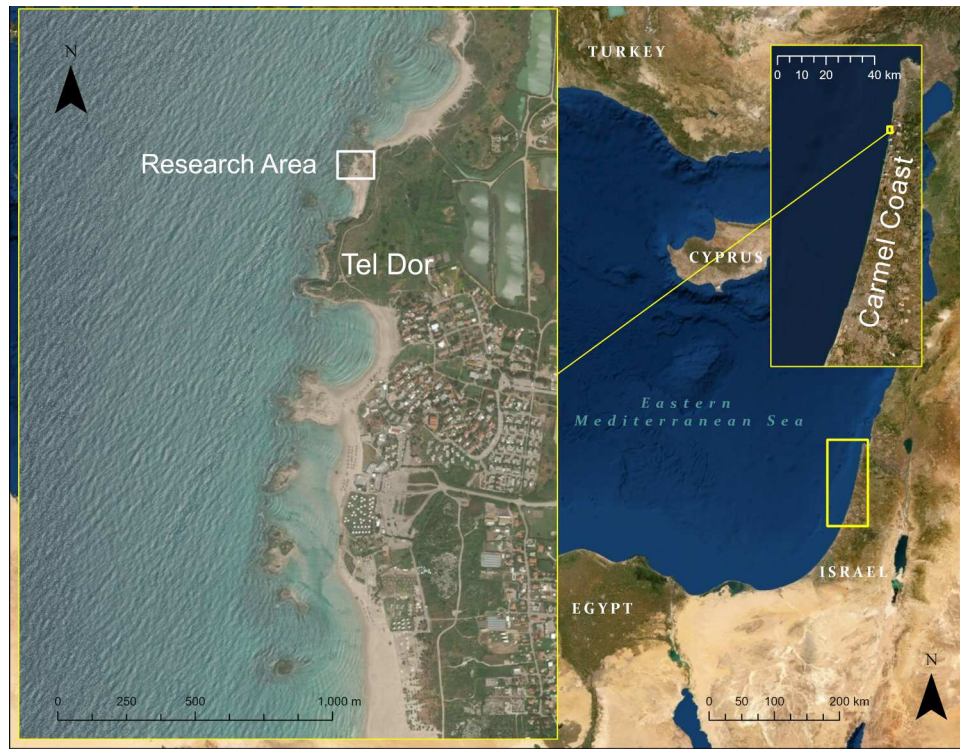 N
Research Area
Tel Dor
0 250 500 1,000 m
TURKEY
CYPRUS
Eastern
Mediterranean Sea
ISRAEL
EGYPT
0 10 20 40 km
Carmel Coast
N
0 50 100 200 km